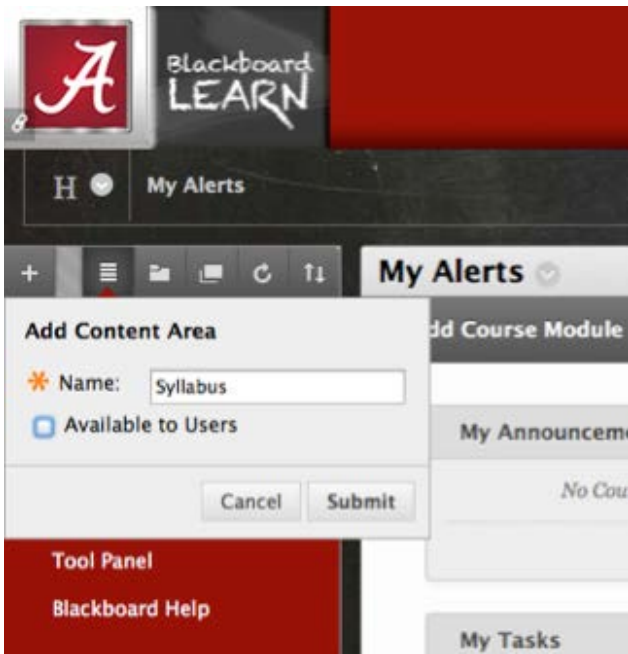 A
Blackboard
LEARN
H
My Alerts
My Alerts
Add Content Area
dd Course Module
Name:
Syllabus
Available to Users
My Announcem
No Cou
Cancel
Submit
Tool Panel
Blackboard Help
My Tasks